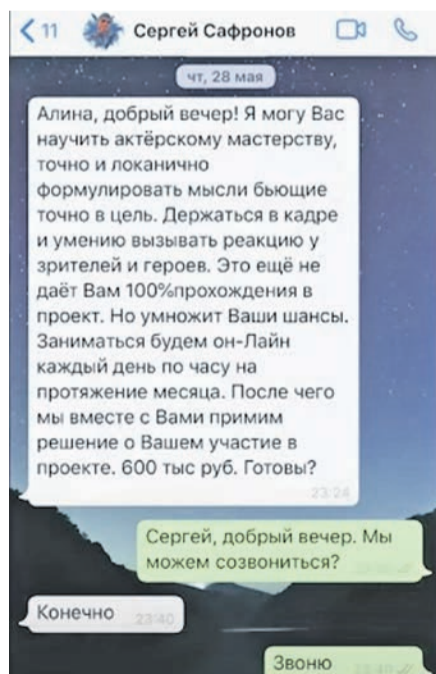 11
Сергей Сафронов
чт, 28 мая
Алина, добрый вечер! Я могу Вас
научить актёрскому мастерству,
точно и локанично
формулировать мысли бьющие
точно в цель. Держаться в кадре
и умению вызывать реакцию у
зрителей и героев. Это ещё не
даёт Вам 100%прохождения в
проект. Но умножит Ваши шансы.
Заниматься будем он-Лайн
каждый день по часу на
протяжение месяца. После чего
мы вместе с Вами примим
решение о Вашем участие в
проекте. 600 тыс руб. Готовы?
23:24
Сергей, добрый вечер. Мы
можем созвониться?
Конечно
23:40
Звоню